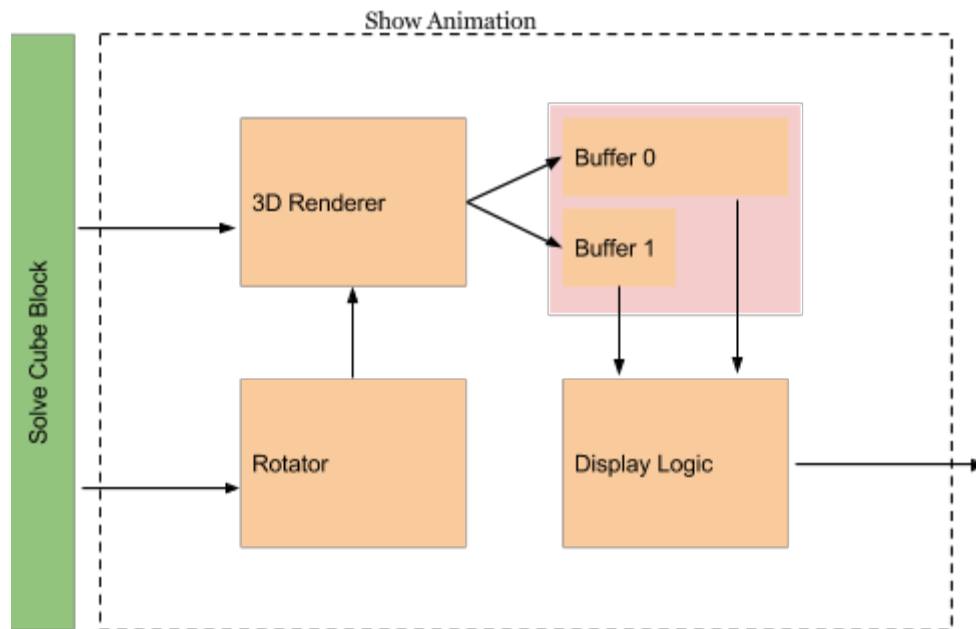 Show Animation
Solve Cube Block
3D Renderer
Buffer 0
Buffer 1
Rotator
Display Logic